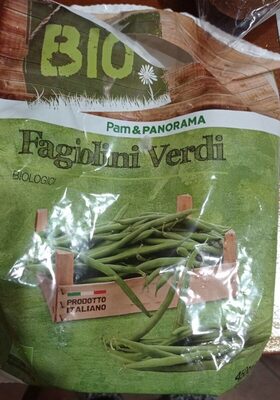 BIO
Pam&PANORAMA
Fagiolini Verdi
BIOLOGICI
PRODOTTO
ITALIANO